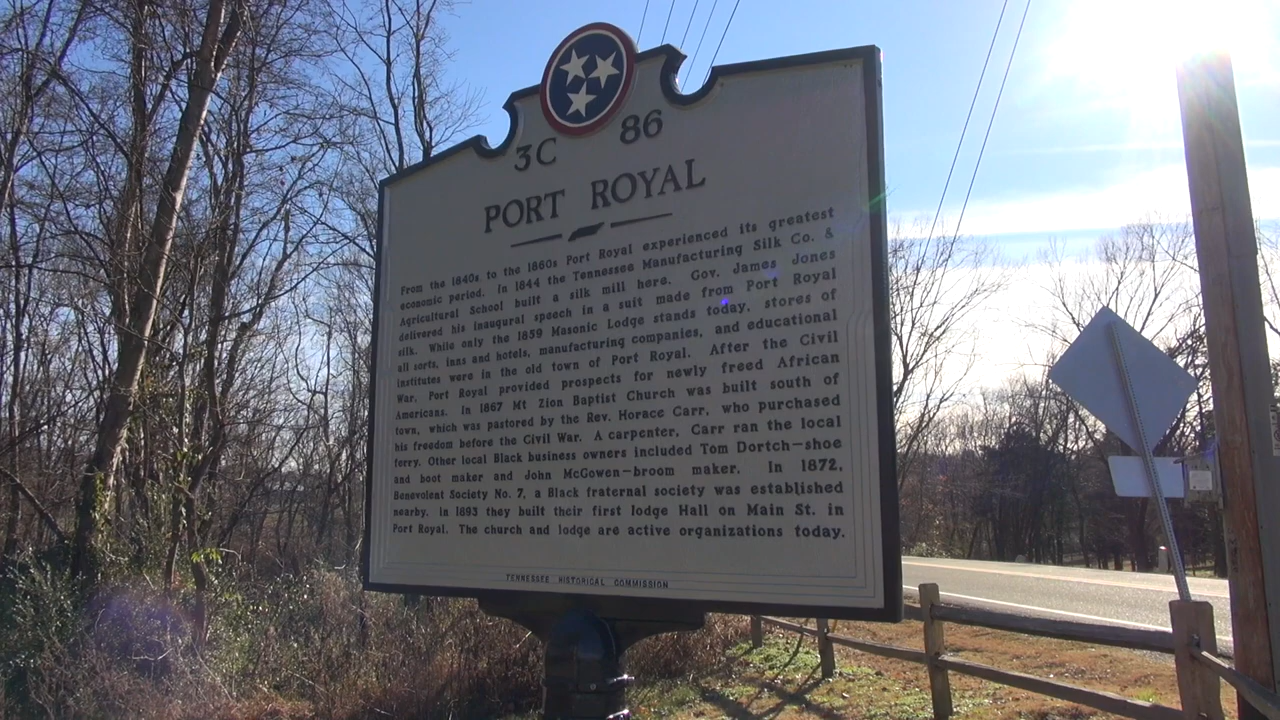 3C 86
PORT ROYAL
From the 1840s to the 1860s Port Royal experienced its greatest
economic period. In 1844 the Tennessee Manufacturing Silk Co. &
Agricultural School built a silk mill here. Gov. James Jones
delivered his inaugural speech in a suit made from Port Royal
silk. While only the 1859 Masonic Lodge stands today, stores of
all sorts, inns and hotels, manufacturing companies, and educational
institutes were in the old town of Port Royal. After the Civil
War, Port Royal provided prospects for newly freed African
Americans. In 1867 Mt Zion Baptist Church was built south of
town, which was pastored by the Rev. Horace Carr, who purchased
his freedom before the Civil War. A carpenter, Carr ran the local
ferry. Other local Black business owners included Tom Dortch—shoe
and boot maker and John McGowen—broom maker. In 1872,
Benevolent Society No. 7, a Black fraternal society was established
nearby. In 1893 they built their first lodge Hall on Main St. in
Port Royal. The church and lodge are active organizations today.
TENNESSEE HISTORICAL COMMISSION